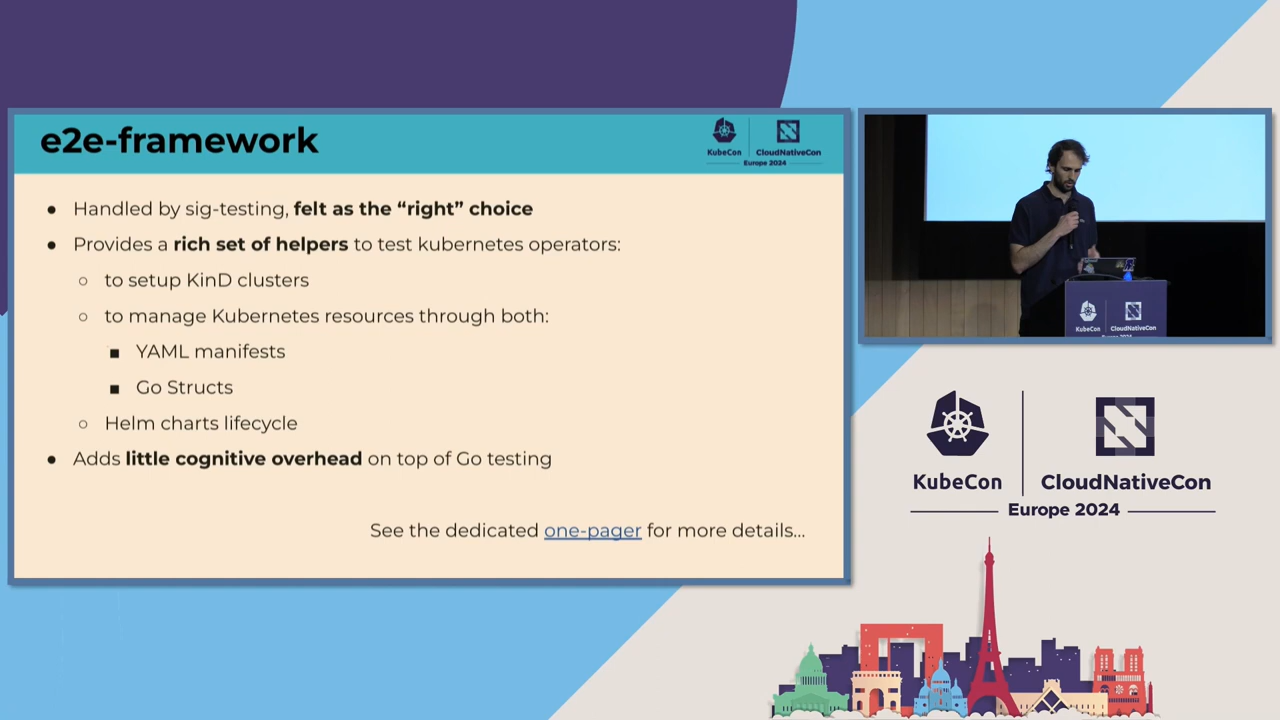 e2e-framework
KubeCon
CloudNativeCon
Europe 2024
● Handled by sig-testing, felt as the “right” choice
● Provides a rich set of helpers to test kubernetes operators:
○ to setup KinD clusters
○ to manage Kubernetes resources through both:
■ YAML manifests
■ Go Structs
○ Helm charts lifecycle
● Adds little cognitive overhead on top of Go testing
See the dedicated one-pager for more details...
KubeCon
CloudNativeCon
KubeCon
CloudNativeCon
Europe 2024